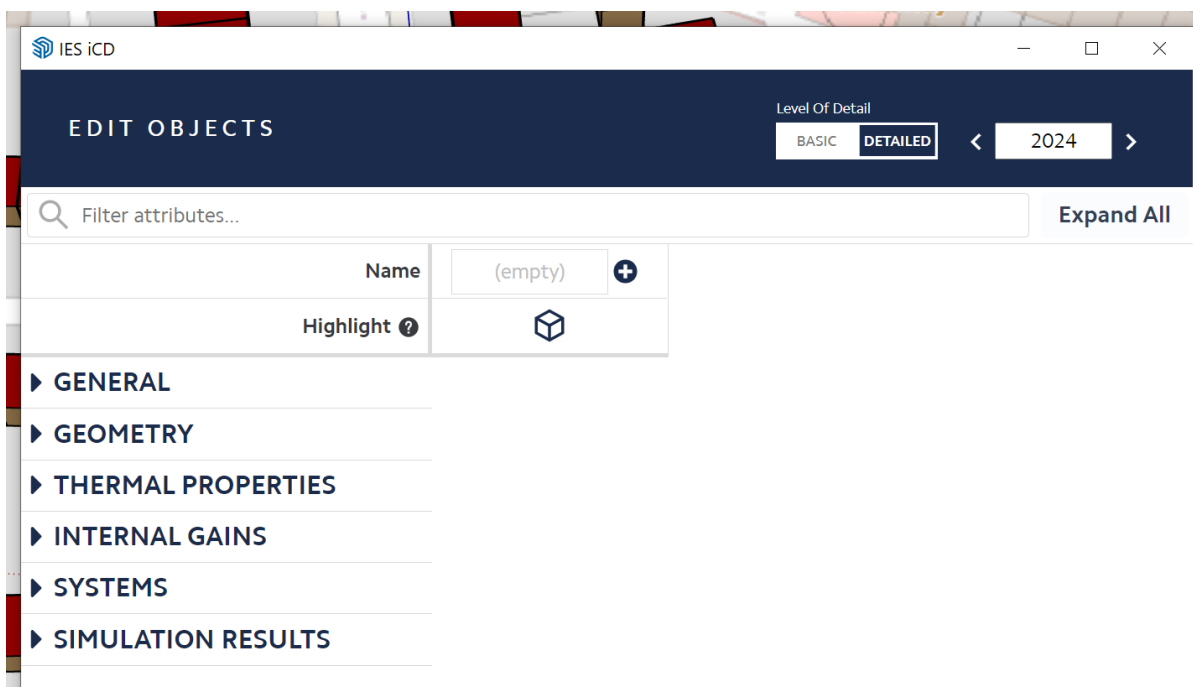 IES iCD
EDIT OBJECTS
Level Of Detail
BASIC DETAILED
2024
Filter attributes...
Expand All
Name (empty)
Highlight ?
GENERAL
GEOMETRY
THERMAL PROPERTIES
INTERNAL GAINS
SYSTEMS
SIMULATION RESULTS